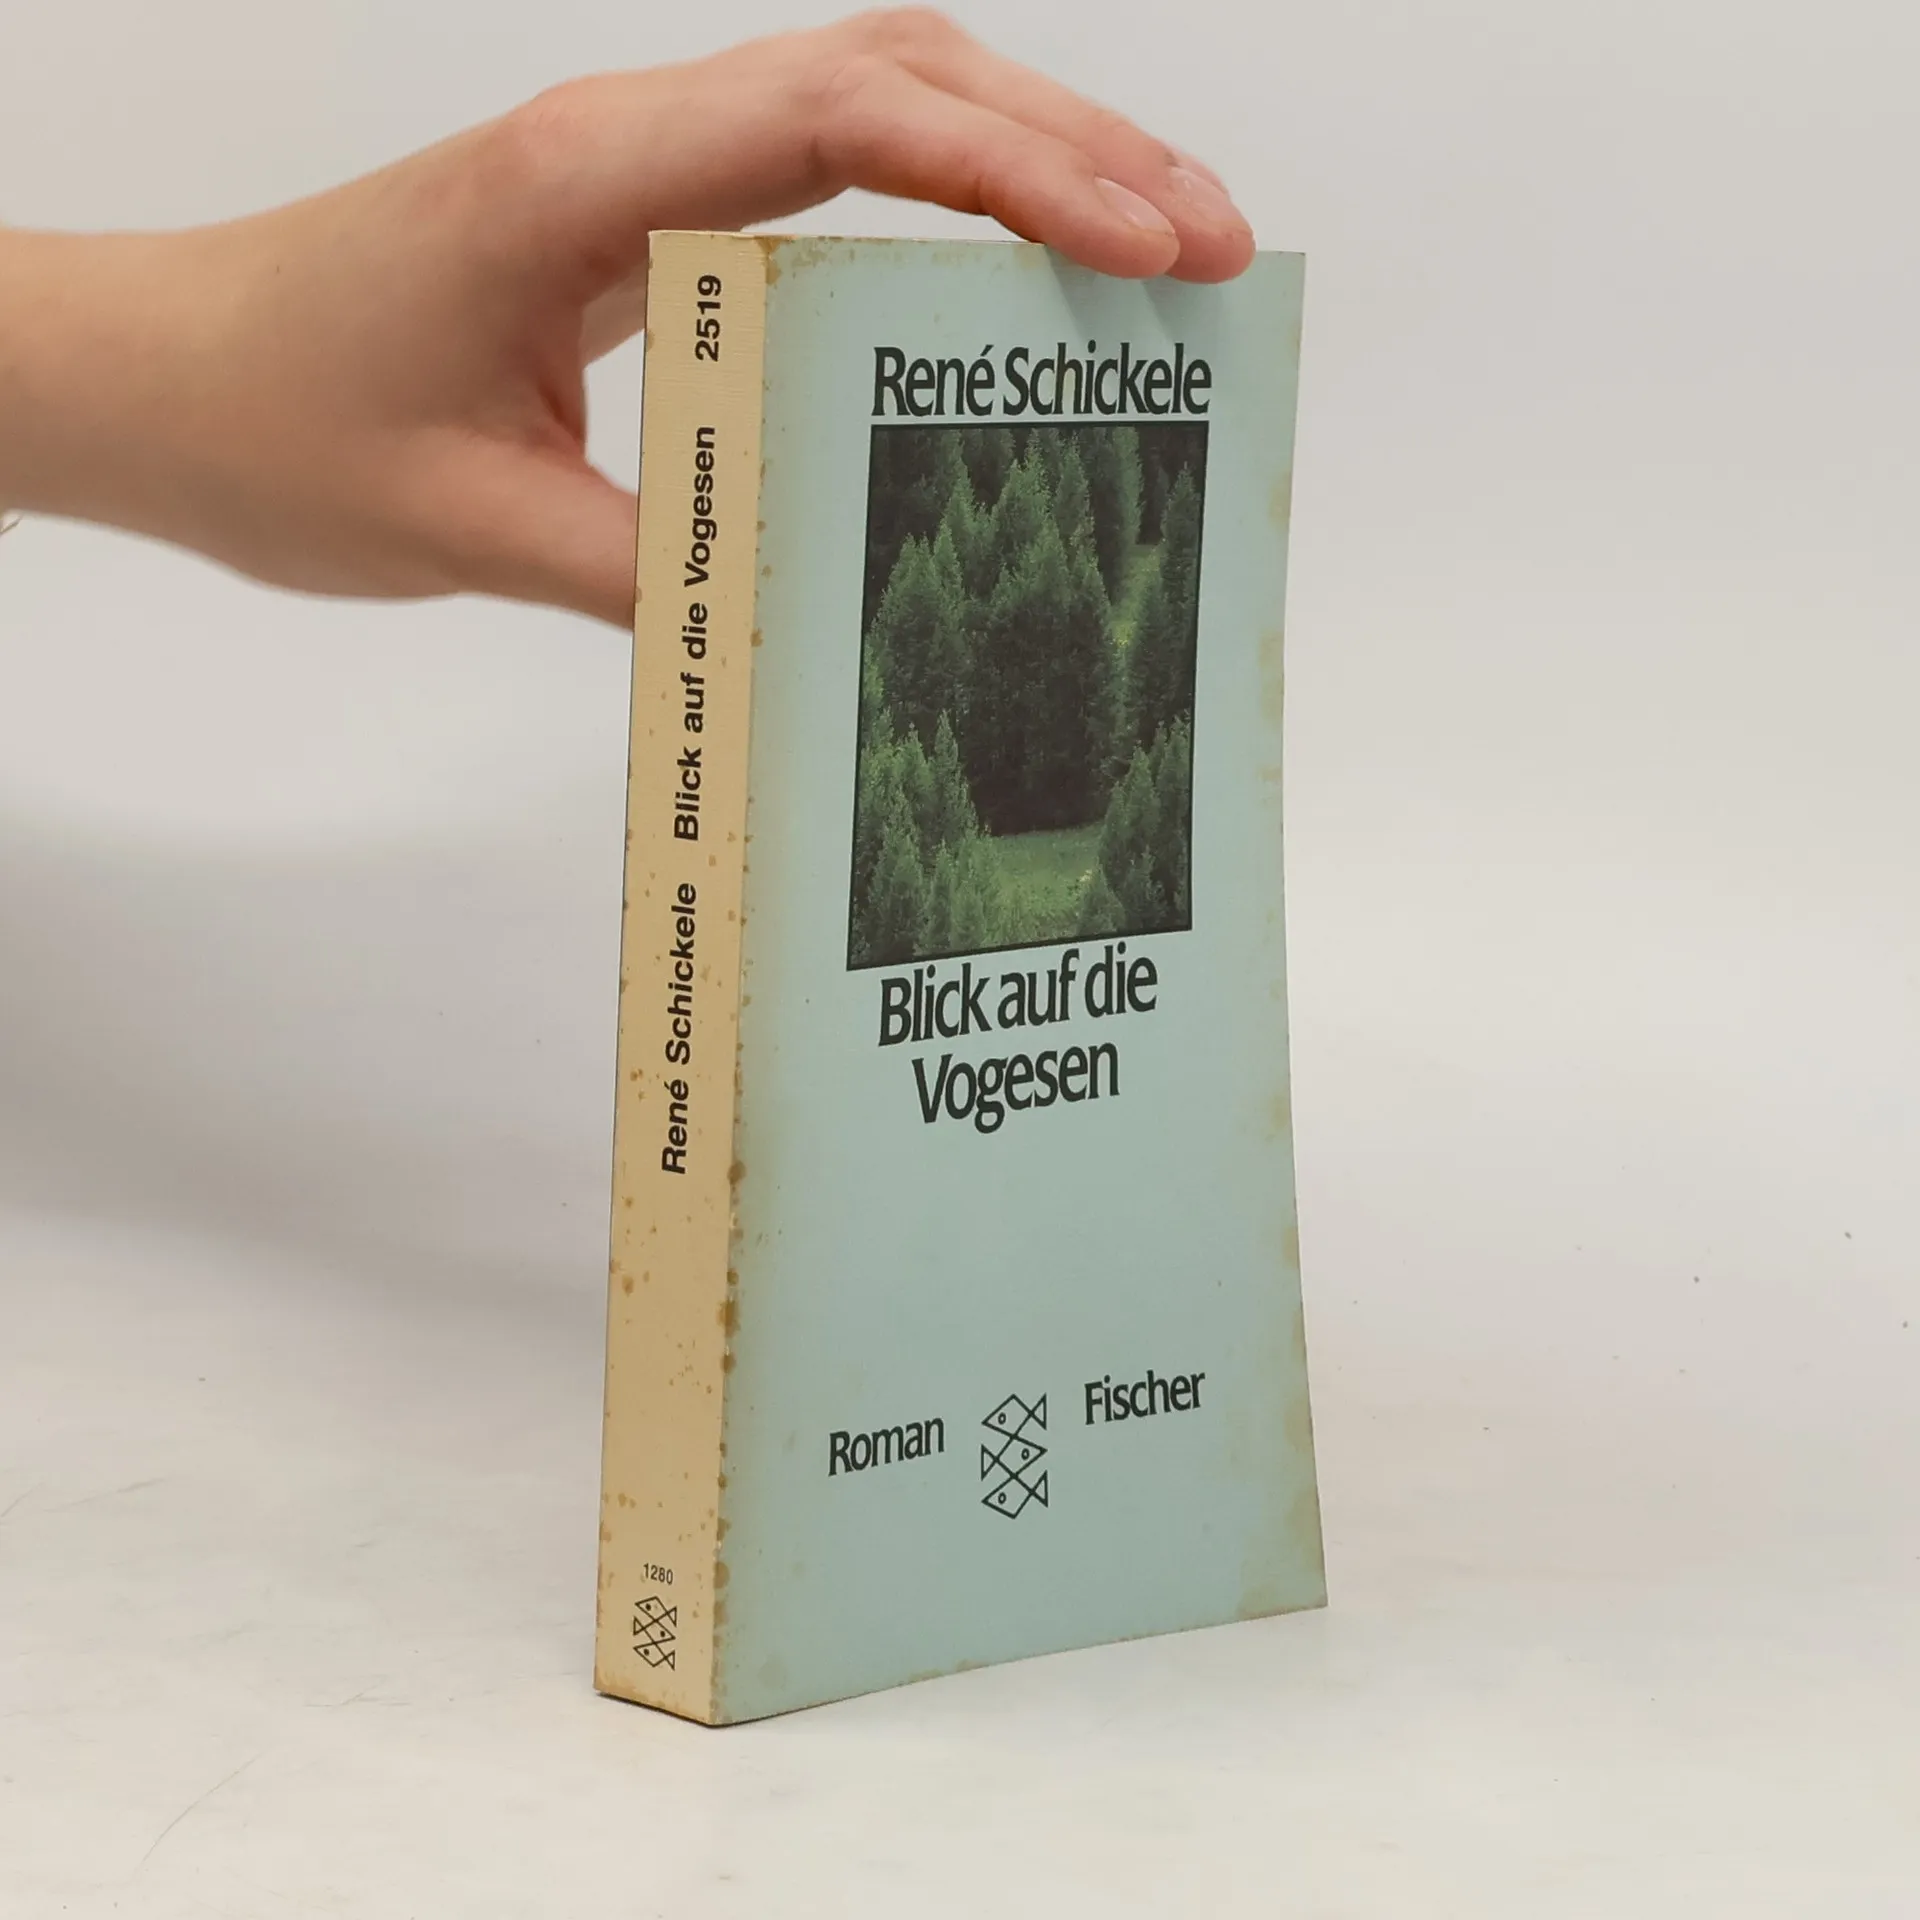 René Schickele Blick auf die Vogesen 2519
1280
René Schickele
Blick auf die
Vogesen
Roman
Fischer